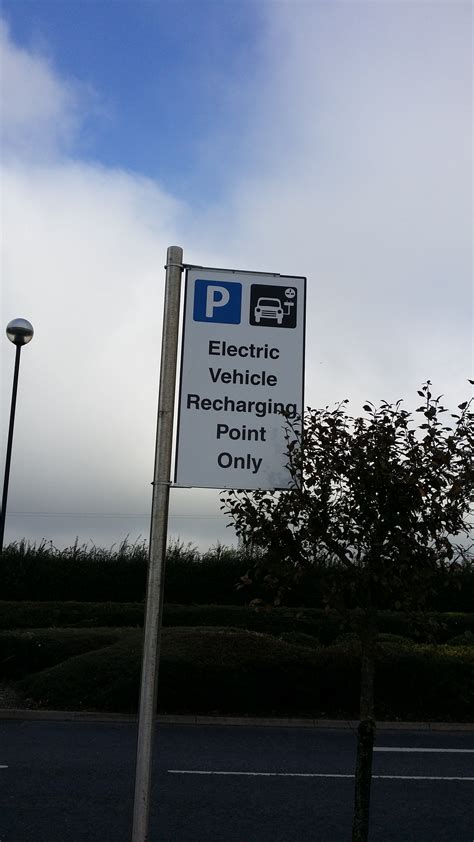 P
Electric
Vehicle
Recharging
Point
Only